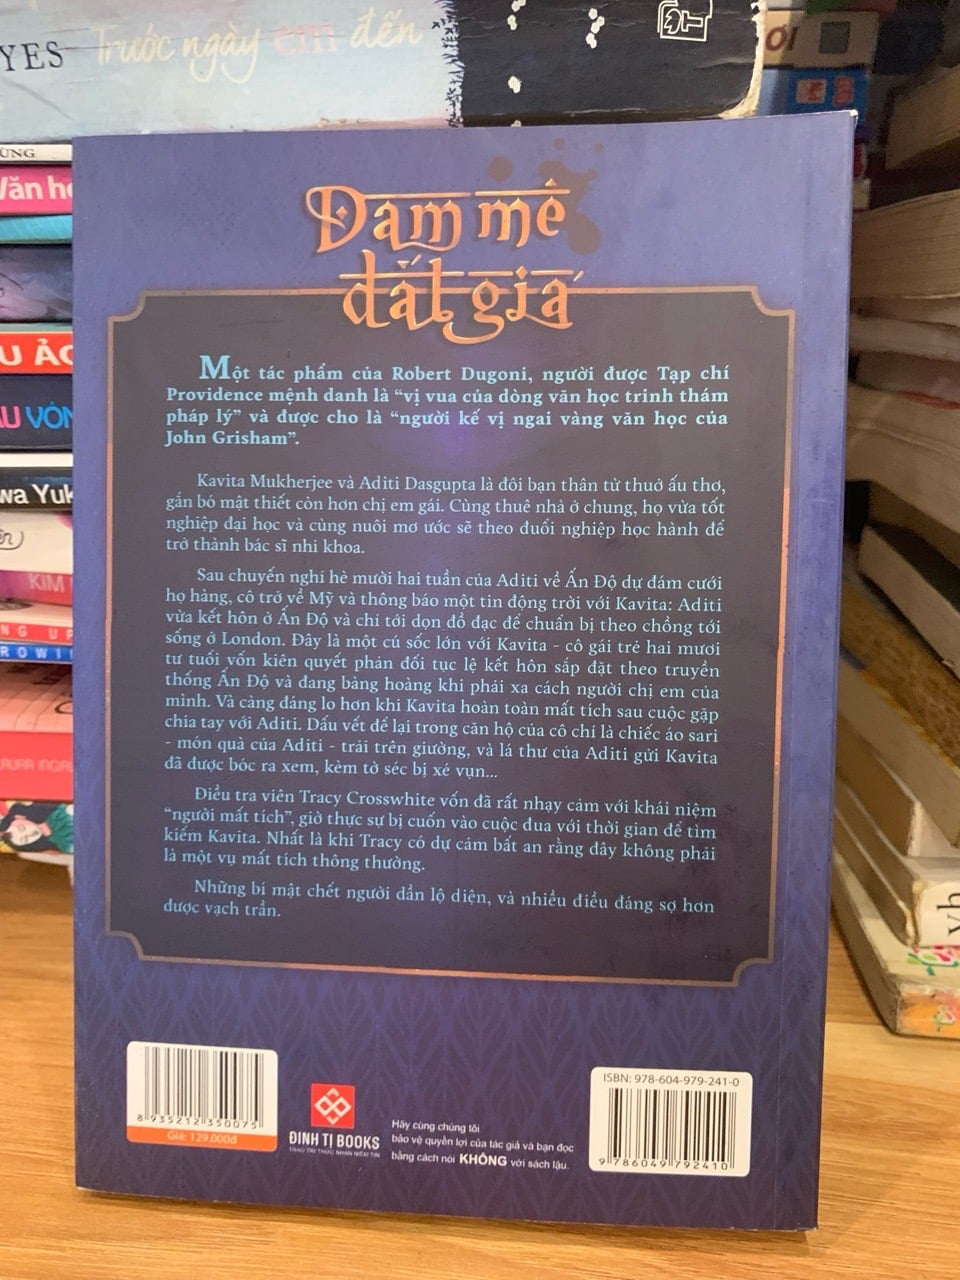 YES Trước ngày em đến
ÙNG
U ẢO
wa Yuk
KIM
Đam mê
đắt giá
Một tác phẩm của Robert Dugoni, người được Tạp chí
Providence mệnh danh là “vị vua của dòng văn học trinh thám
pháp lý” và được cho là “người kế vị ngai vàng văn học của
John Grisham”.
Kavita Mukherjee và Aditi Dasgupta là đôi bạn thân từ thuở ấu thơ,
gắn bó mật thiết còn hơn chị em gái. Cùng thuê nhà ở chung, họ vừa tốt
nghiệp đại học và cùng nuôi mơ ước sẽ theo đuổi nghiệp học hành để
trở thành bác sĩ nhi khoa.
Sau chuyến nghỉ hè mười hai tuần của Aditi về Ấn Độ dự đám cưới
họ hàng, cô trở về Mỹ và thông báo một tin động trời với Kavita: Aditi
vừa kết hôn ở Ấn Độ và chỉ tới dọn đồ đạc để chuẩn bị theo chồng tới
sống ở London. Đây là một cú sốc lớn với Kavita - cô gái trẻ hai mươi
tư tuổi vốn kiên quyết phản đối tục lệ kết hôn sắp đặt theo truyền
thống Ấn Độ và đang bàng hoàng khi phải xa cách người chị em của
mình. Và càng đáng lo hơn khi Kavita hoàn toàn mất tích sau cuộc gặp
chia tay với Aditi. Dấu vết để lại trong căn hộ của cô chỉ là chiếc áo sari
- món quà của Aditi - trải trên giường, và lá thư của Aditi gửi Kavita
đã được bóc ra xem, kèm tờ séc bị xé vụn...
Điều tra viên Tracy Crosswhite vốn đã rất nhạy cảm với khái niệm
“người mất tích”, giờ thực sự bị cuốn vào cuộc đua với thời gian để tìm
kiếm Kavita. Nhất là khi Tracy có dự cảm bất an rằng đây không phải
là một vụ mất tích thông thường.
Những bí mật chết người dần lộ diện, và nhiều điều đáng sợ hơn
được vạch trần.
8 935212 350075
Giá: 129.000đ
ĐINH TỊ BOOKS
TRAO TRI THỨC NHẬN NIỀM TIN
Hãy cùng chúng tôi
bảo vệ quyền lợi của tác giả và bạn đọc
bằng cách nói KHÔNG với sách lậu.
ISBN: 978-604-979-241-0
9 786049 792410